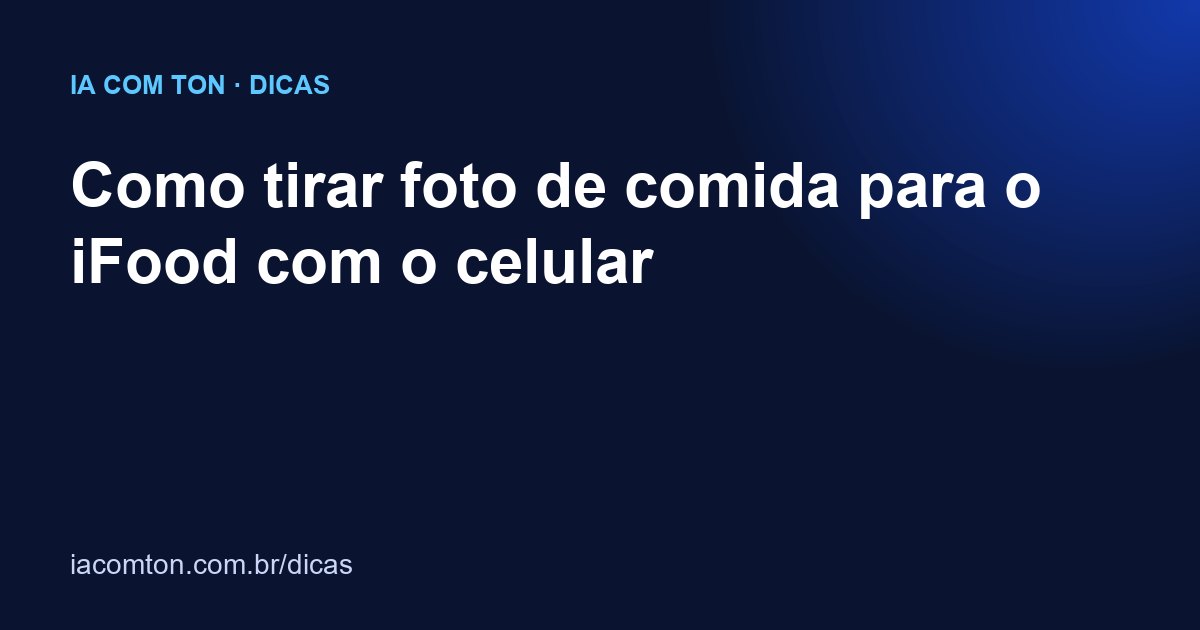 IA COM TON · DICAS
Como tirar foto de comida para o
iFood com o celular
iacomton.com.br/dicas